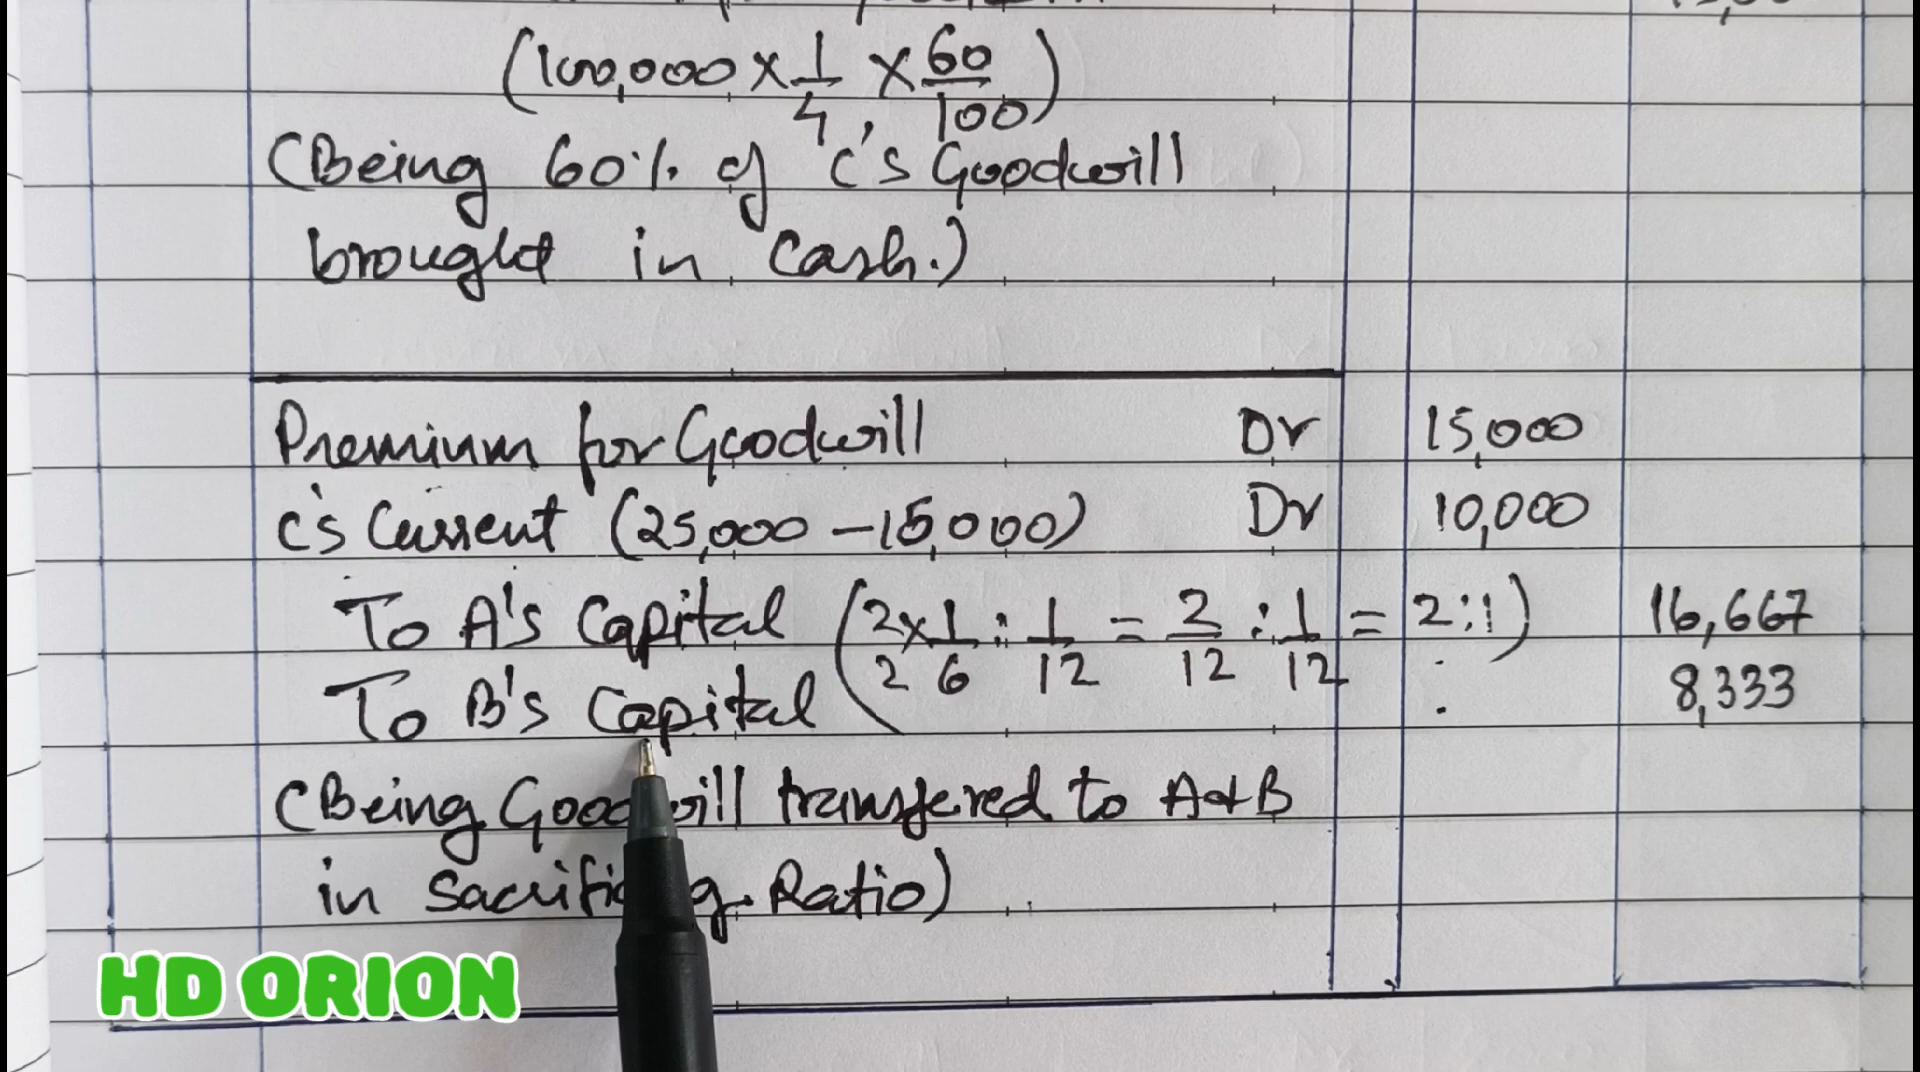 (100,000 × 1/4 × 60/100)
(Being 60% of C's Goodwill
brought in Cash.)
Premium for Goodwill Dr 15,000
C's Current (25,000 – 15,000) Dr 10,000
To A's Capital (2/2 × 1/6 : 1/12 = 2/12 : 1/12 = 2:1) 16,667
To B's Capital 8,333
(Being Goodwill transfered to A & B
in Ratio)
HD ORION